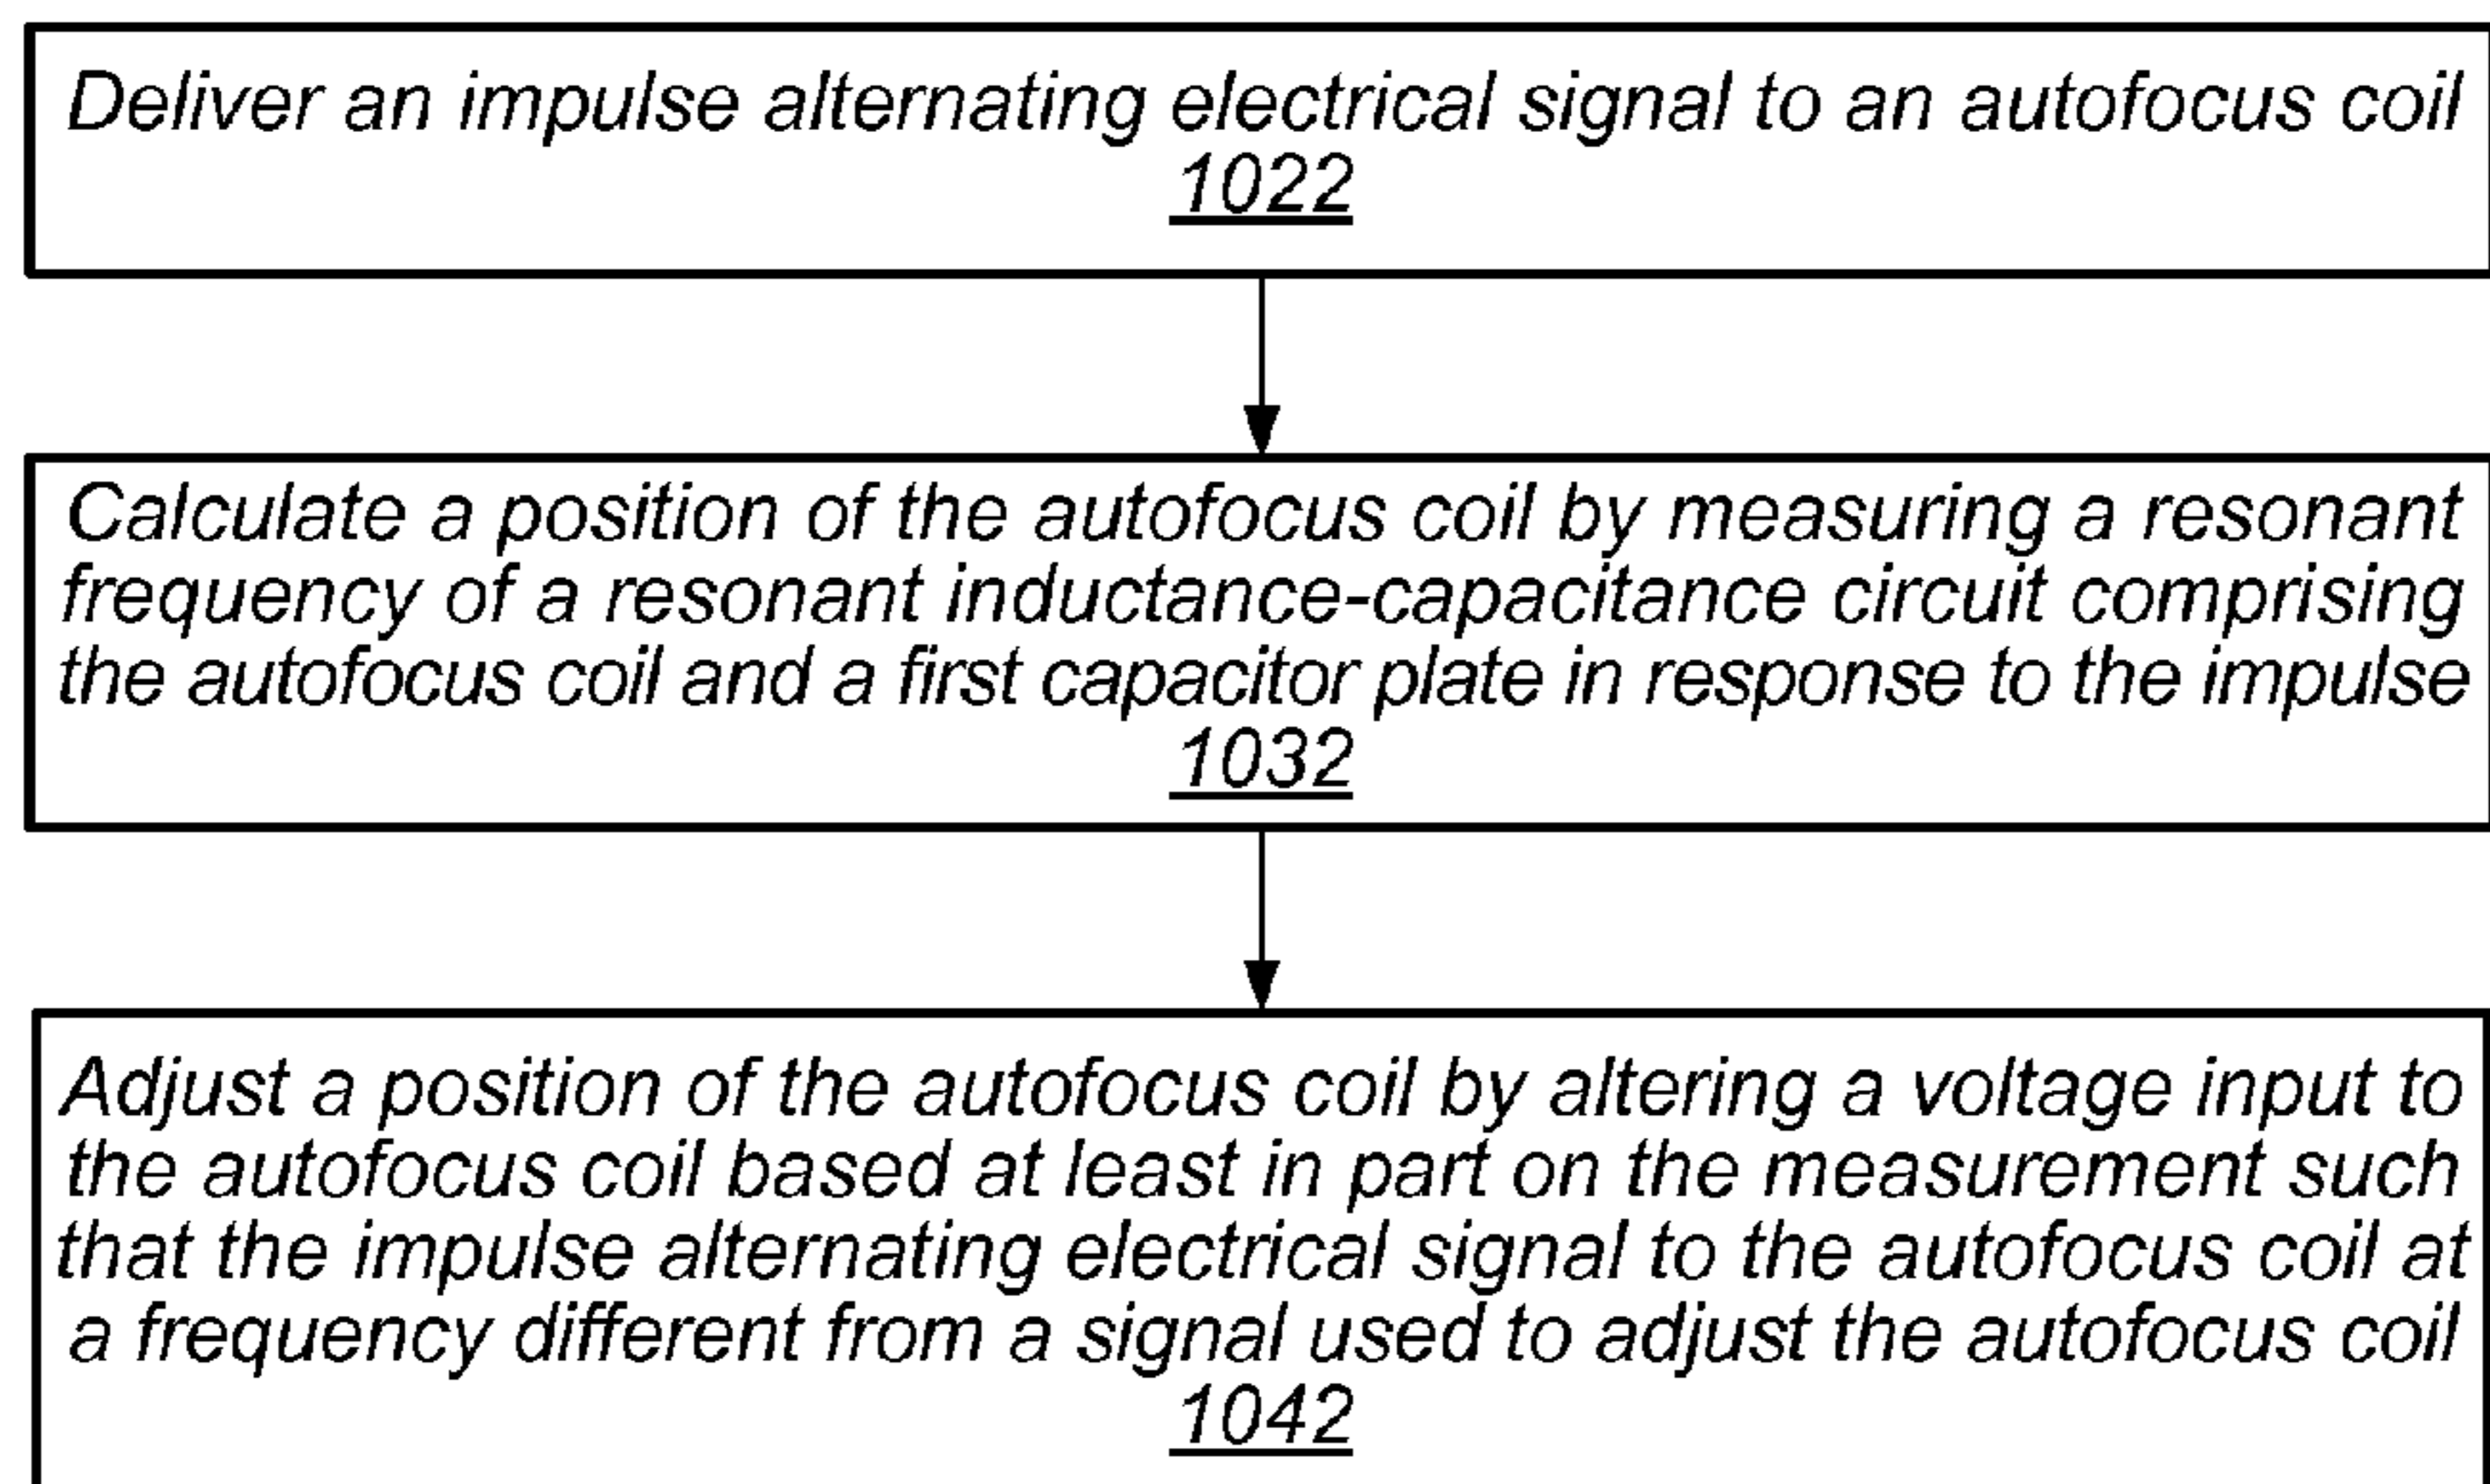 Deliver an impulse alternating electrical signal to an autofocus coil
1022
Calculate a position of the autofocus coil by measuring a resonant
frequency of a resonant inductance-capacitance circuit comprising
the autofocus coil and a first capacitor plate in response to the impulse
1032
Adjust a position of the autofocus coil by altering a voltage input to
the autofocus coil based at least in part on the measurement such
that the impulse alternating electrical signal to the autofocus coil at
a frequency different from a signal used to adjust the autofocus coil
1042